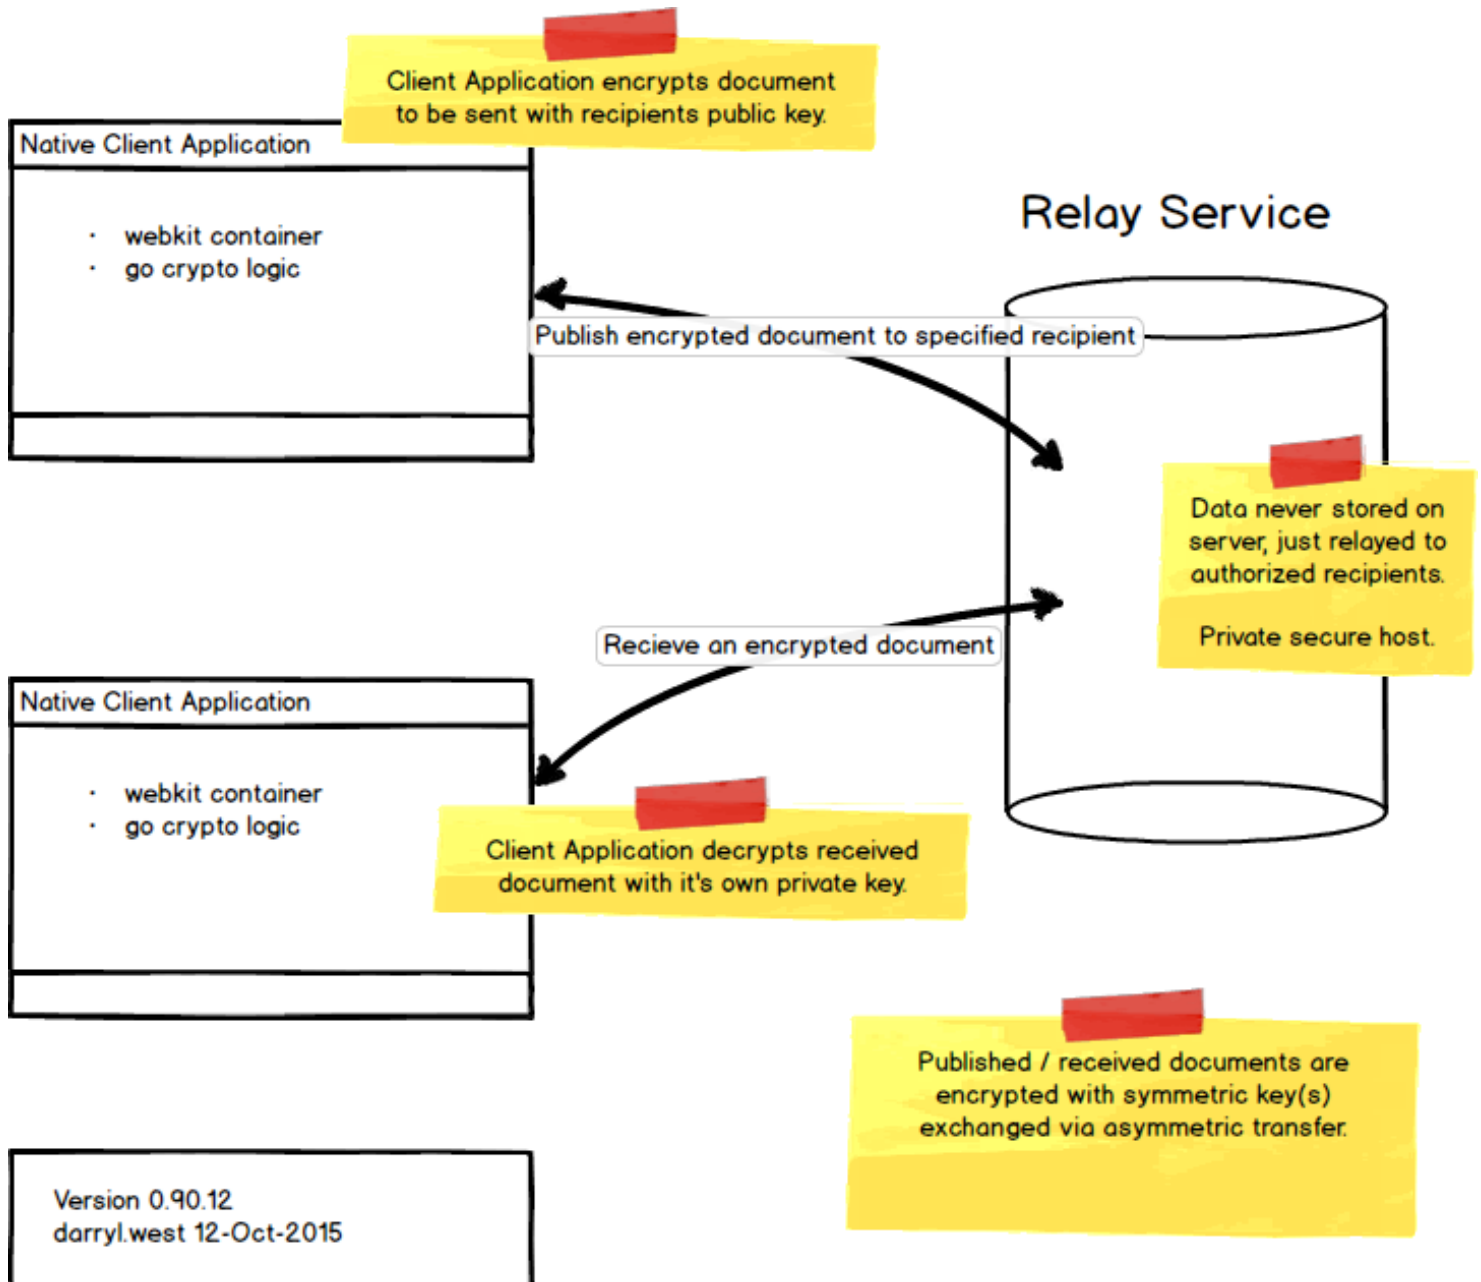 Client Application encrypts document
to be sent with recipients public key.
Native Client Application
· webkit container
· go crypto logic
Relay Service
Publish encrypted document to specified recipient
Data never stored on
server, just relayed to
authorized recipients.
Private secure host.
Recieve an encrypted document
Native Client Application
· webkit container
· go crypto logic
Client Application decrypts received
document with it's own private key.
Published / received documents are
encrypted with symmetric key(s)
exchanged via asymmetric transfer.
Version 0.90.12
darryl.west 12-Oct-2015